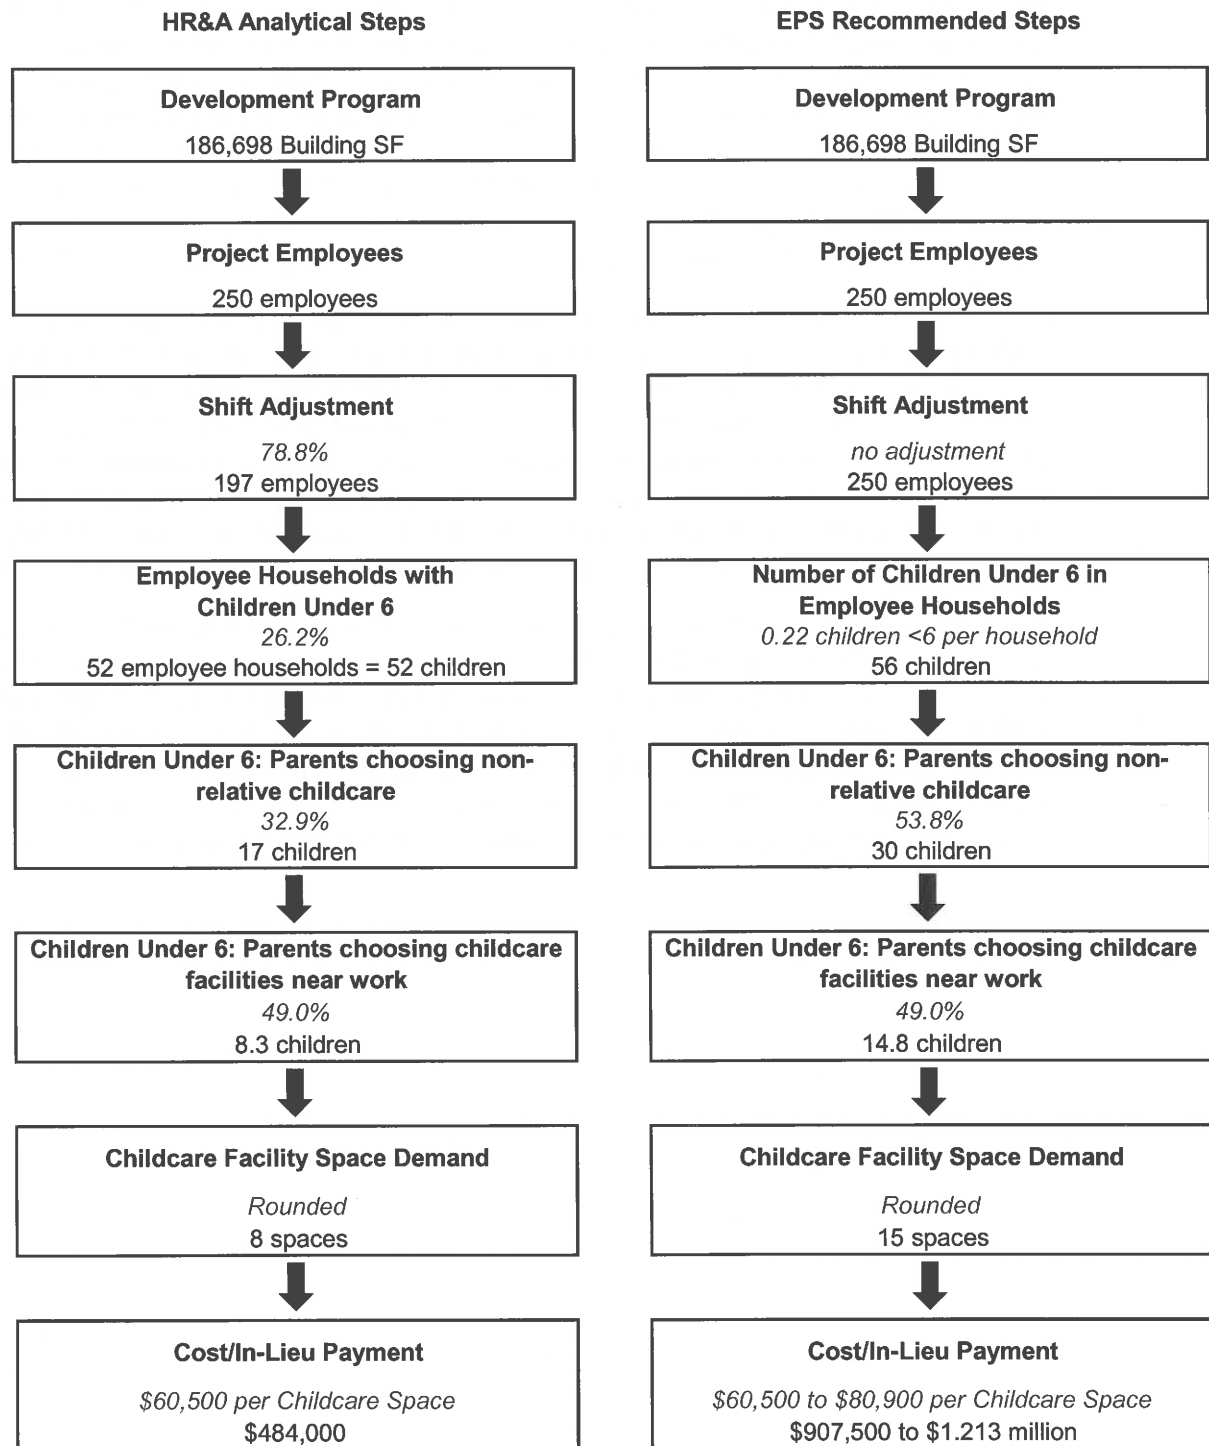 HR&A Analytical Steps
Development Program
186,698 Building SF
Project Employees
250 employees
Shift Adjustment
78.8%
197 employees
Employee Households with
Children Under 6
26.2%
52 employee households = 52 children
Children Under 6: Parents choosing non-
relative childcare
32.9%
17 children
Children Under 6: Parents choosing childcare
facilities near work
49.0%
8.3 children
Childcare Facility Space Demand
Rounded
8 spaces
Cost/In-Lieu Payment
$60,500 per Childcare Space
$484,000
EPS Recommended Steps
Development Program
186,698 Building SF
Project Employees
250 employees
Shift Adjustment
no adjustment
250 employees
Number of Children Under 6 in
Employee Households
0.22 children <6 per household
56 children
Children Under 6: Parents choosing non-
relative childcare
53.8%
30 children
Children Under 6: Parents choosing childcare
facilities near work
49.0%
14.8 children
Childcare Facility Space Demand
Rounded
15 spaces
Cost/In-Lieu Payment
$60,500 to $80,900 per Childcare Space
$907,500 to $1.213 million